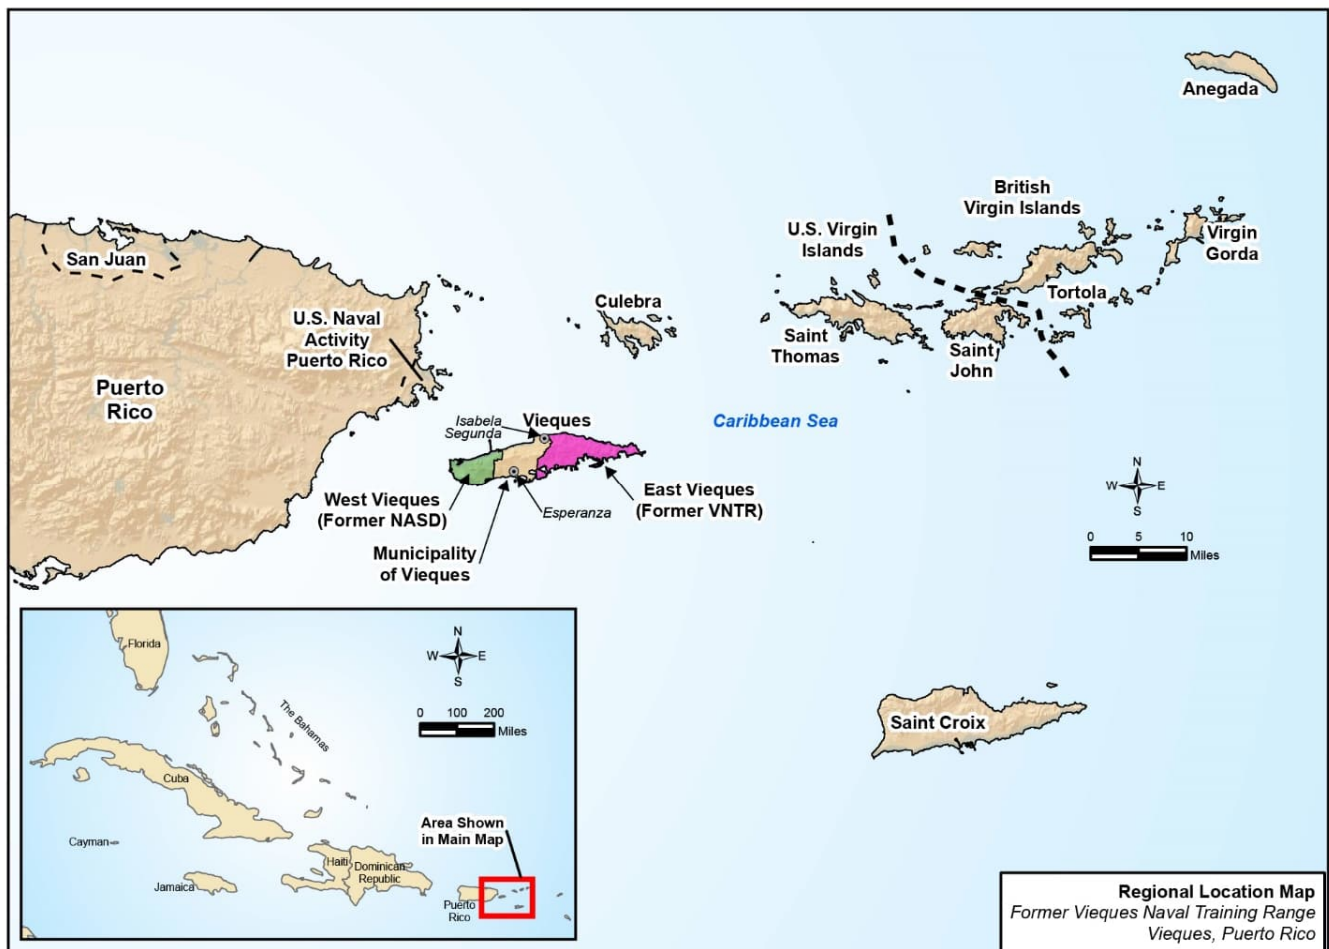 Anegada
British
Virgin Islands
U.S. Virgin
Islands
Virgin
Gorda
San Juan
Tortola
Culebra
U.S. Naval
Activity
Puerto Rico
Saint
Thomas
Saint
John
Puerto
Rico
Isabela
Segunda
Vieques
Caribbean Sea
West Vieques
(Former NASD)
Esperanza
East Vieques
(Former VNTR)
Municipality
of Vieques
N
W E
S
0 5 10
Miles
Saint Croix
Florida
The Bahamas
N
W E
S
0 100 200
Miles
Cuba
Cayman
Jamaica
Haiti
Dominican
Republic
Puerto
Rico
Area Shown
in Main Map
Regional Location Map
Former Vieques Naval Training Range
Vieques, Puerto Rico